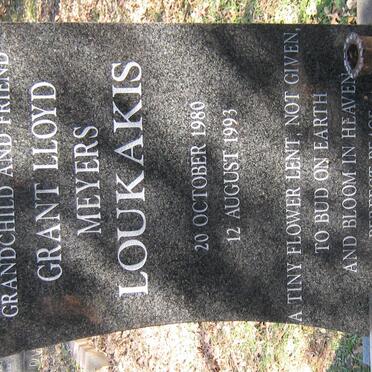 GRANDCHILD AND FRIEND
GRANT LLOYD
MEYERS
LOUKAKIS
20 OCTOBER 1980
12 AUGUST 1993
A TINY FLOWER LENT, NOT GIVEN,
TO BUD ON EARTH
AND BLOOM IN HEAVEN